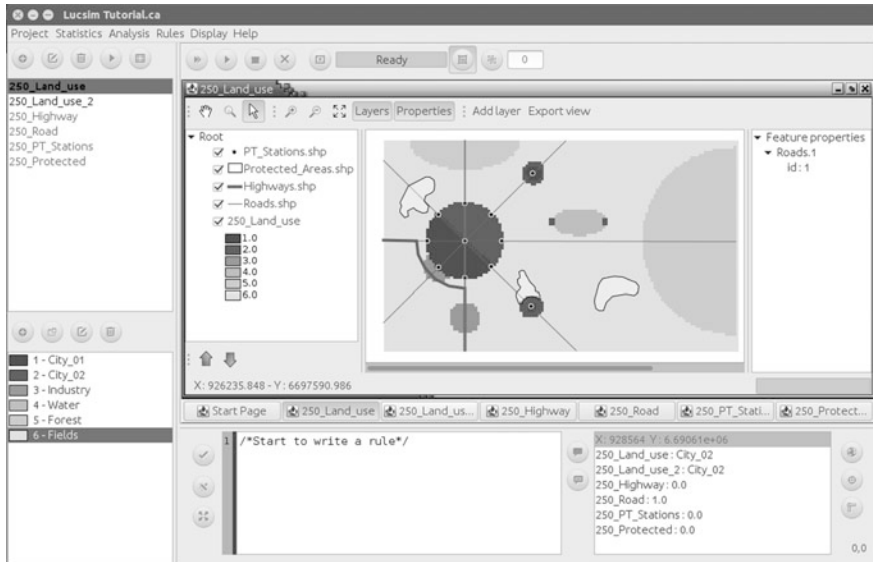 Lucsim Tutorial.ca
Project Statistics Analysis Rules Display Help
Ready
0
250_Land_use
250_Land_use_2
250_Highway
250_Road
250_PT_Stations
250_Protected
250_Land_use
Layers Properties Add layer Export view
Root
PT_Stations.shp
Protected_Areas.shp
Highways.shp
Roads.shp
250_Land_use
1.0
2.0
3.0
4.0
5.0
6.0
Feature properties
Roads.1
id : 1
X: 926235.848 - Y : 6697590.986
1 - City_01
2 - City_02
3 - Industry
4 - Water
5 - Forest
6 - Fields
Start Page 250_Land_use 250_Land_us... 250_Highway 250_Road 250_PT_Stati... 250_Protect...
1 /*Start to write a rule*/
X: 928564 Y : 6.69061e+06
250_Land_use : City_02
250_Land_use_2 : City_02
250_Highway : 0.0
250_Road : 1.0
250_PT_Stations : 0.0
250_Protected : 0.0
0,0